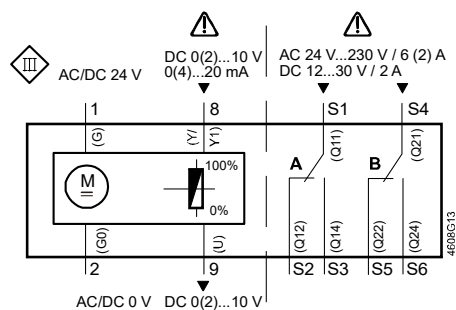 DC 0(2)...10 V
0(4)...20 mA
AC 24 V...230 V / 6 (2) A
DC 12...30 V / 2 A
III
AC/DC 24 V
1
8
S1
S4
(G)
(Y/
Y1)
(Q11)
(Q21)
M
100%
0%
A
B
(G0)
(U)
(Q12)
(Q14)
(Q22)
(Q24)
2
9
S2
S3
S5
S6
AC/DC 0 V
DC 0(2)...10 V
4608G13